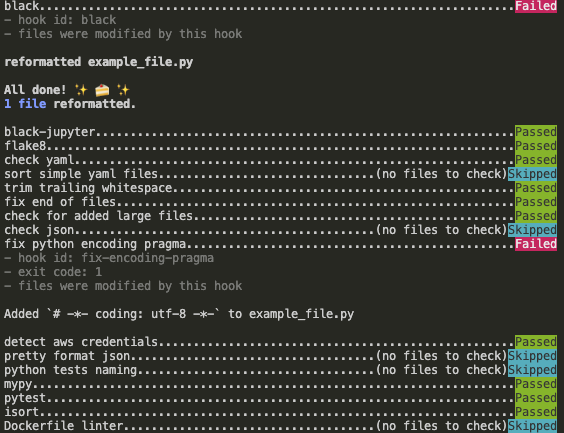 black.....................................................................Failed
- hook id: black
- files were modified by this hook
reformatted example_file.py
All done! ✨ 🍰 ✨
1 file reformatted.
black-jupyter.............................................................Passed
flake8....................................................................Passed
check yaml................................................................Passed
sort simple yaml files................................(no files to check)Skipped
trim trailing whitespace..................................................Passed
fix end of files..........................................................Passed
check for added large files...............................................Passed
check json............................................(no files to check)Skipped
fix python encoding pragma................................................Failed
- hook id: fix-encoding-pragma
- exit code: 1
- files were modified by this hook
Added `# -*- coding: utf-8 -*-` to example_file.py
detect aws credentials....................................................Passed
pretty format json....................................(no files to check)Skipped
python tests naming...................................(no files to check)Skipped
mypy......................................................................Passed
pytest....................................................................Passed
isort.....................................................................Passed
Dockerfile linter.....................................(no files to check)Skipped